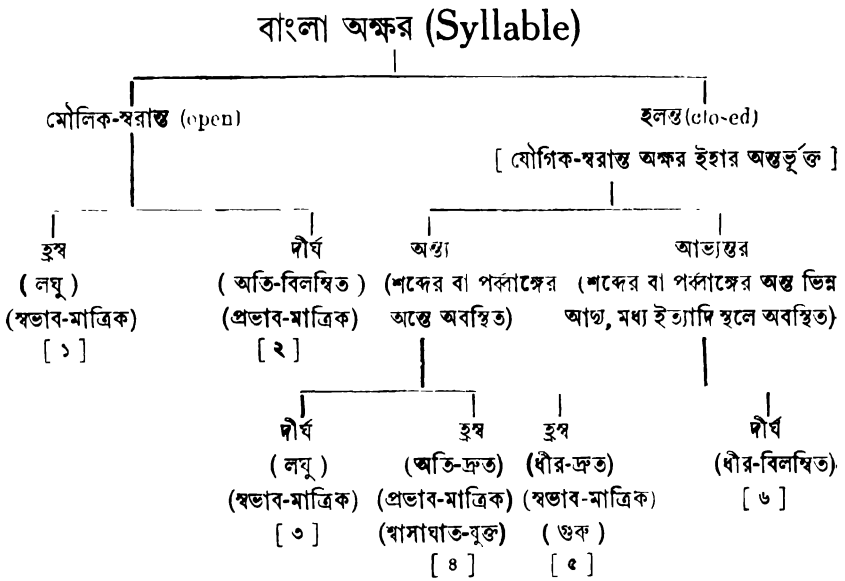 বাংলা অক্ষর (Syllable)
মৌলিক-স্বরান্ত (open)
হলন্ত (clo-ed)
[ যৌগিক-স্বরান্ত অক্ষর ইহার অন্তর্ভূক্ত ]
হ্রস্ব
দীর্ঘ
অন্ত্য
আভ্যন্তর
( লঘু )
( অতি-বিলম্বিত )
(শব্দের বা পর্ব্বাঙ্গের
(শব্দের বা পর্ব্বাঙ্গের অন্ত ভিন্ন
(স্বভাব-মাত্রিক)
(প্রভাব-মাত্রিক)
অন্তে অবস্থিত)
আদ্য, মধ্য ইত্যাদি স্থলে অবস্থিত)
[ ১ ]
[ ২ ]
দীর্ঘ
হ্রস্ব
হ্রস্ব
দীর্ঘ
( লঘু )
(অতি-দ্রুত)
(ধীর-দ্রুত)
(ধীর-বিলম্বিত)
(স্বভাব-মাত্রিক)
(প্রভাব-মাত্রিক)
(স্বভাব-মাত্রিক)
[ ৬ ]
[ ৩ ]
(শ্বাসাঘাত-যুক্ত)
( গুরু )
[ ৪ ]
[ ৫ ]